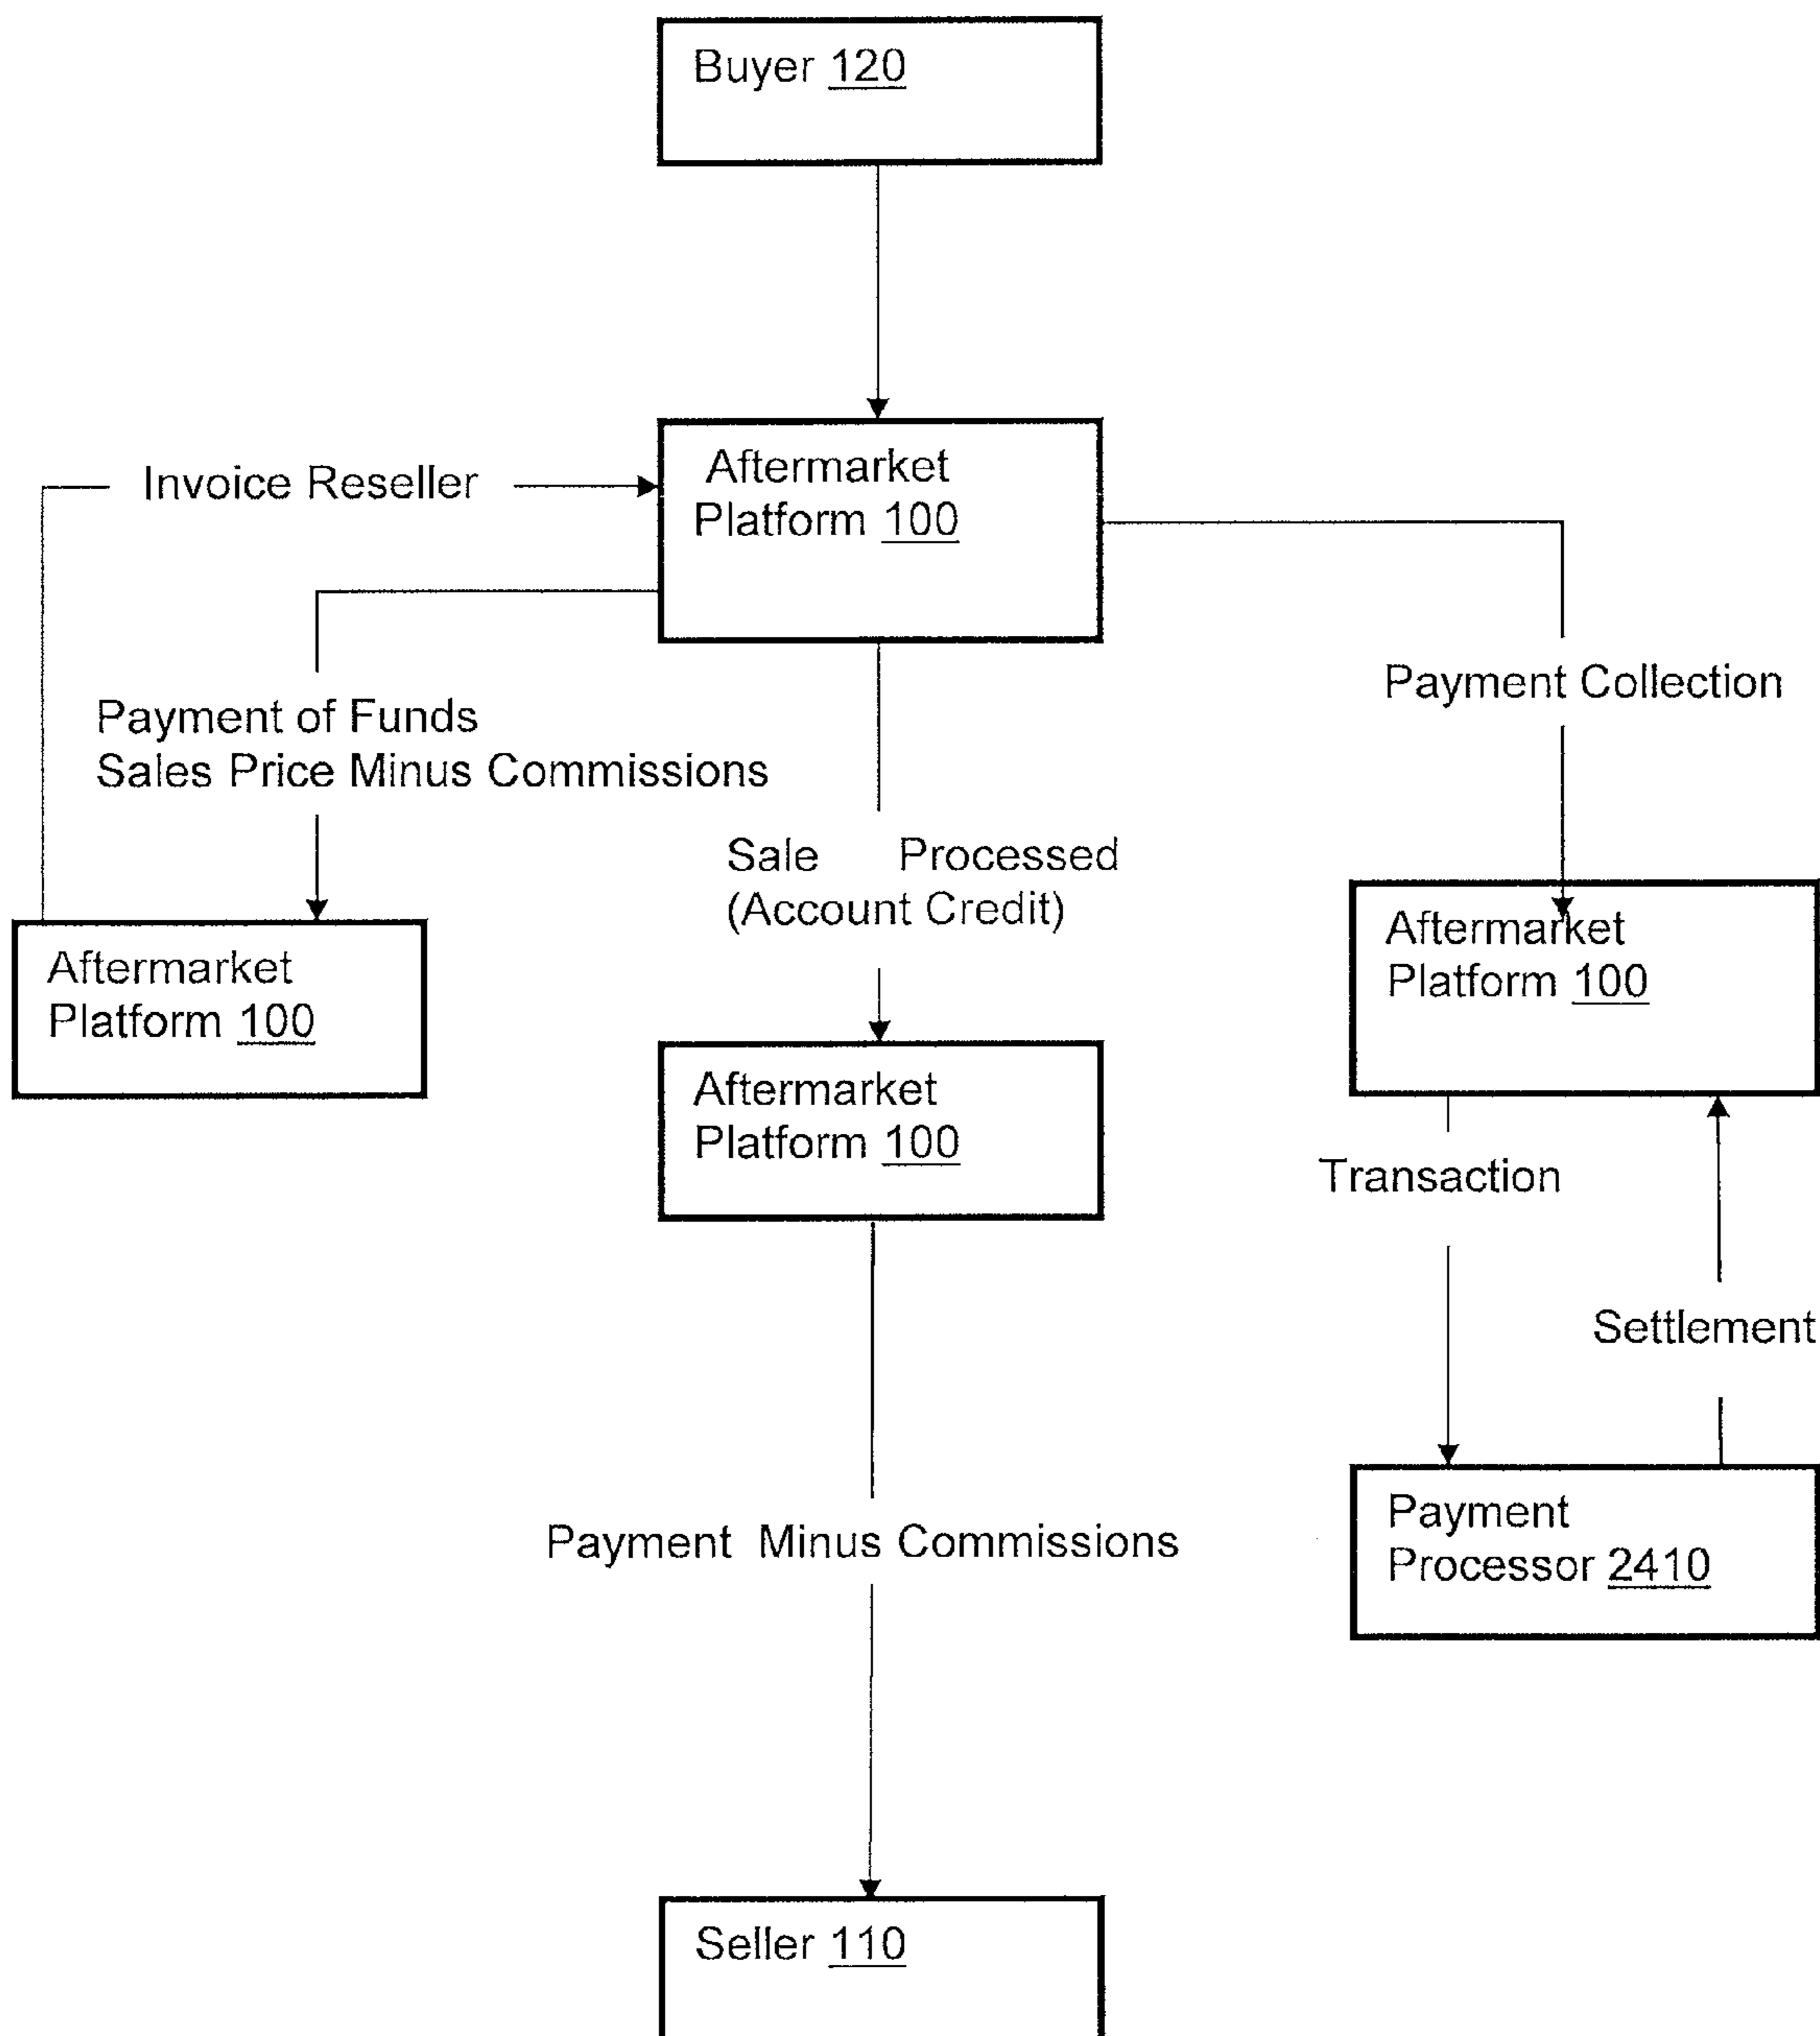 Buyer 120
Aftermarket
Platform 100
Invoice Reseller
Payment Collection
Payment of Funds
Sales Price Minus Commissions
Sale Processed
(Account Credit)
Aftermarket
Platform 100
Aftermarket
Platform 100
Aftermarket
Platform 100
Transaction
Settlement
Payment
Processor 2410
Payment Minus Commissions
Seller 110